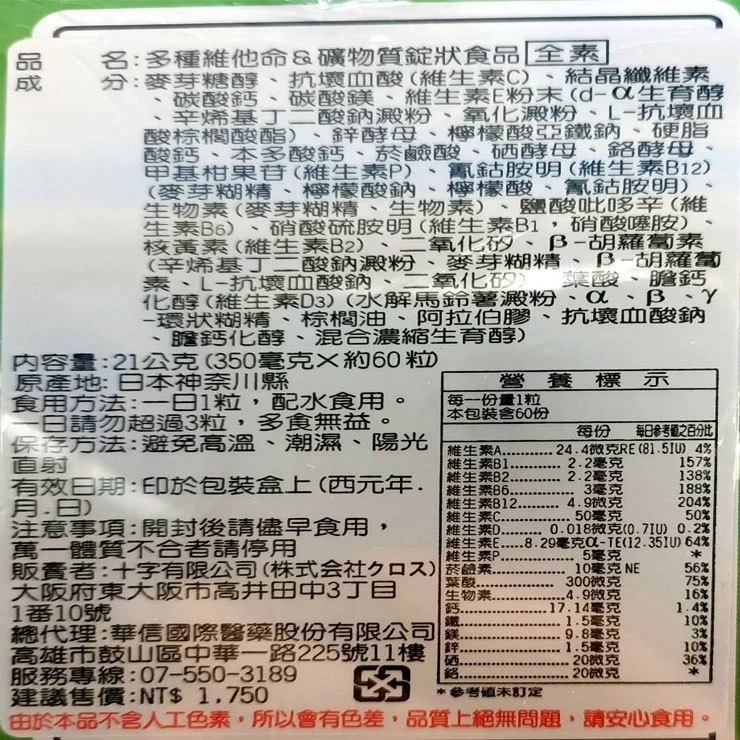 品　　名：多種維他命&礦物質錠狀食品 全素
成　　分：麥芽糖醇、抗壞血酸（維生素C）、結晶纖維素
、碳酸鈣、碳酸鎂、維生素E粉末（d-α生育醇
、辛烯基丁二酸鈉澱粉、氧化澱粉、L-抗壞血
酸棕櫚酸酯）、鋅酵母、檸檬酸亞鐵鈉、硬脂
酸鈣、本多酸鈣、菸鹼酸、硒酵母、鉻酵母、
甲基柑果苷（維生素P）、氰鈷胺明（維生素B12）
（麥芽糊精、檸檬酸鈉、檸檬酸、氰鈷胺明）、
生物素（麥芽糊精、生物素）、鹽酸吡哆辛（維
生素B6）、硝酸硫胺明（維生素B1，硝酸噻胺）、
核黃素（維生素B2）、二氧化矽、β-胡蘿蔔素
（辛烯基丁二酸鈉澱粉、麥芽糊精、β-胡蘿蔔
素、L-抗壞血酸鈉、二氧化矽）、葉酸、膽鈣
化醇（維生素D3）（水解馬鈴薯澱粉、α、β、γ
-環狀糊精、棕櫚油、阿拉伯膠、抗壞血酸鈉
、膽鈣化醇、混合濃縮生育醇）
內容量：21公克（350毫克×約60粒）
原產地：日本神奈川縣
食用方法：一日1粒，配水食用。
一日請勿超過3粒，多食無益。
保存方法：避免高溫、潮濕、陽光
直射
有效日期：印於包裝盒上（西元年．
月．日）
注意事項：開封後請儘早食用，
萬一體質不合者請停用
販賣者：十字有限公司（株式会社クロス）
大阪府東大阪市高井田中3丁目
1番10號
總代理：華信國際醫藥股份有限公司
高雄市鼓山區中華一路225號11樓
服務專線：07-550-3189
建議售價：NT$ 1,750
營養標示
每一份量1粒
本包裝含60份
每份　每日參考值之百分比
維生素A..........24.4微克RE(81.5IU) 4%
維生素B1..........2.2毫克 157%
維生素B2..........2.2毫克 138%
維生素B6..........3毫克 188%
維生素B12..........4.9微克 204%
維生素C..........50毫克 50%
維生素D..........0.018微克(0.7IU) 0.2%
維生素E....8.29毫克α-TE(12.35IU) 64%
維生素P..........5毫克 *
菸鹼素..........10毫克 NE 56%
葉酸..........300微克 75%
生物素..........4.9微克 16%
鈣..........17.14毫克 1.4%
鐵..........1.5毫克 10%
鎂..........9.8毫克 3%
鋅..........1.5毫克 10%
硒..........20微克 36%
鉻..........20微克 *
*參考值未訂定
由於本品不含人工色素，所以會有色差，品質上絕無問題，請安心食用。